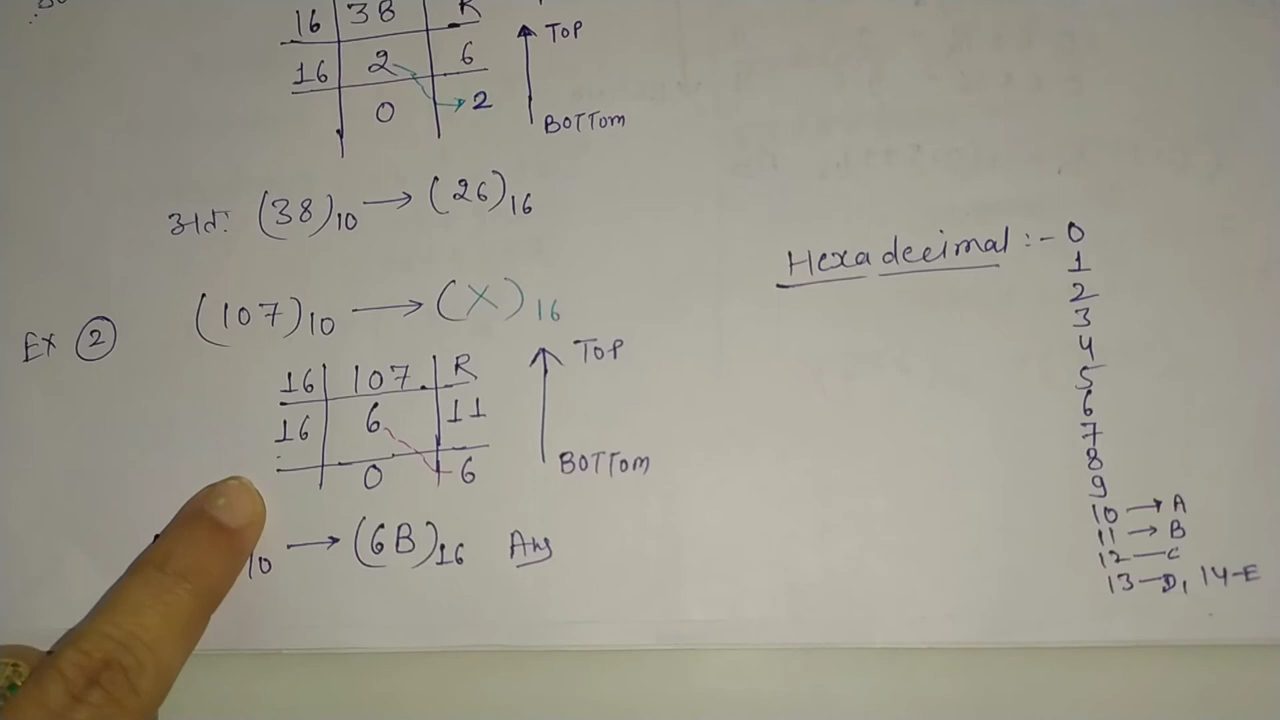 16 38 R
16 2 6
0 2
TOP
BOTTOM
अतः (38)10 → (26)16
Ex 2 (107)10 → (X)16
16 107 R
16 6 11
0 6
TOP
BOTTOM
10 → (6B)16 Ans
Hexadecimal :- 0
1
2
3
4
5
6
7
8
9
10 → A
11 → B
12 — C
13 — D, 14 - E